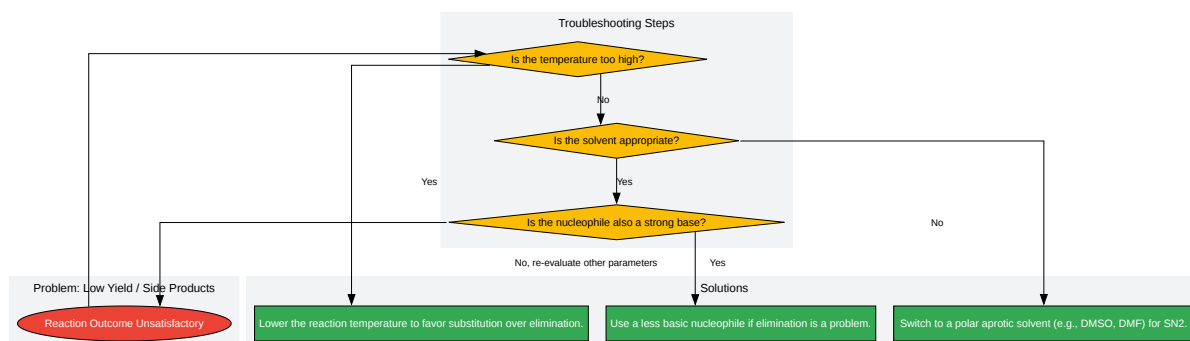 Troubleshooting Steps
Is the temperature too high?
No
Is the solvent appropriate?
Yes
Yes
Is the nucleophile also a strong base?
No
No, re-evaluate other parameters
Yes
Problem: Low Yield / Side Products
Solutions
Reaction Outcome Unsatisfactory
Lower the reaction temperature to favor substitution over elimination.
Use a less basic nucleophile if elimination is a problem.
Switch to a polar aprotic solvent (e.g., DMSO, DMF) for SN2.